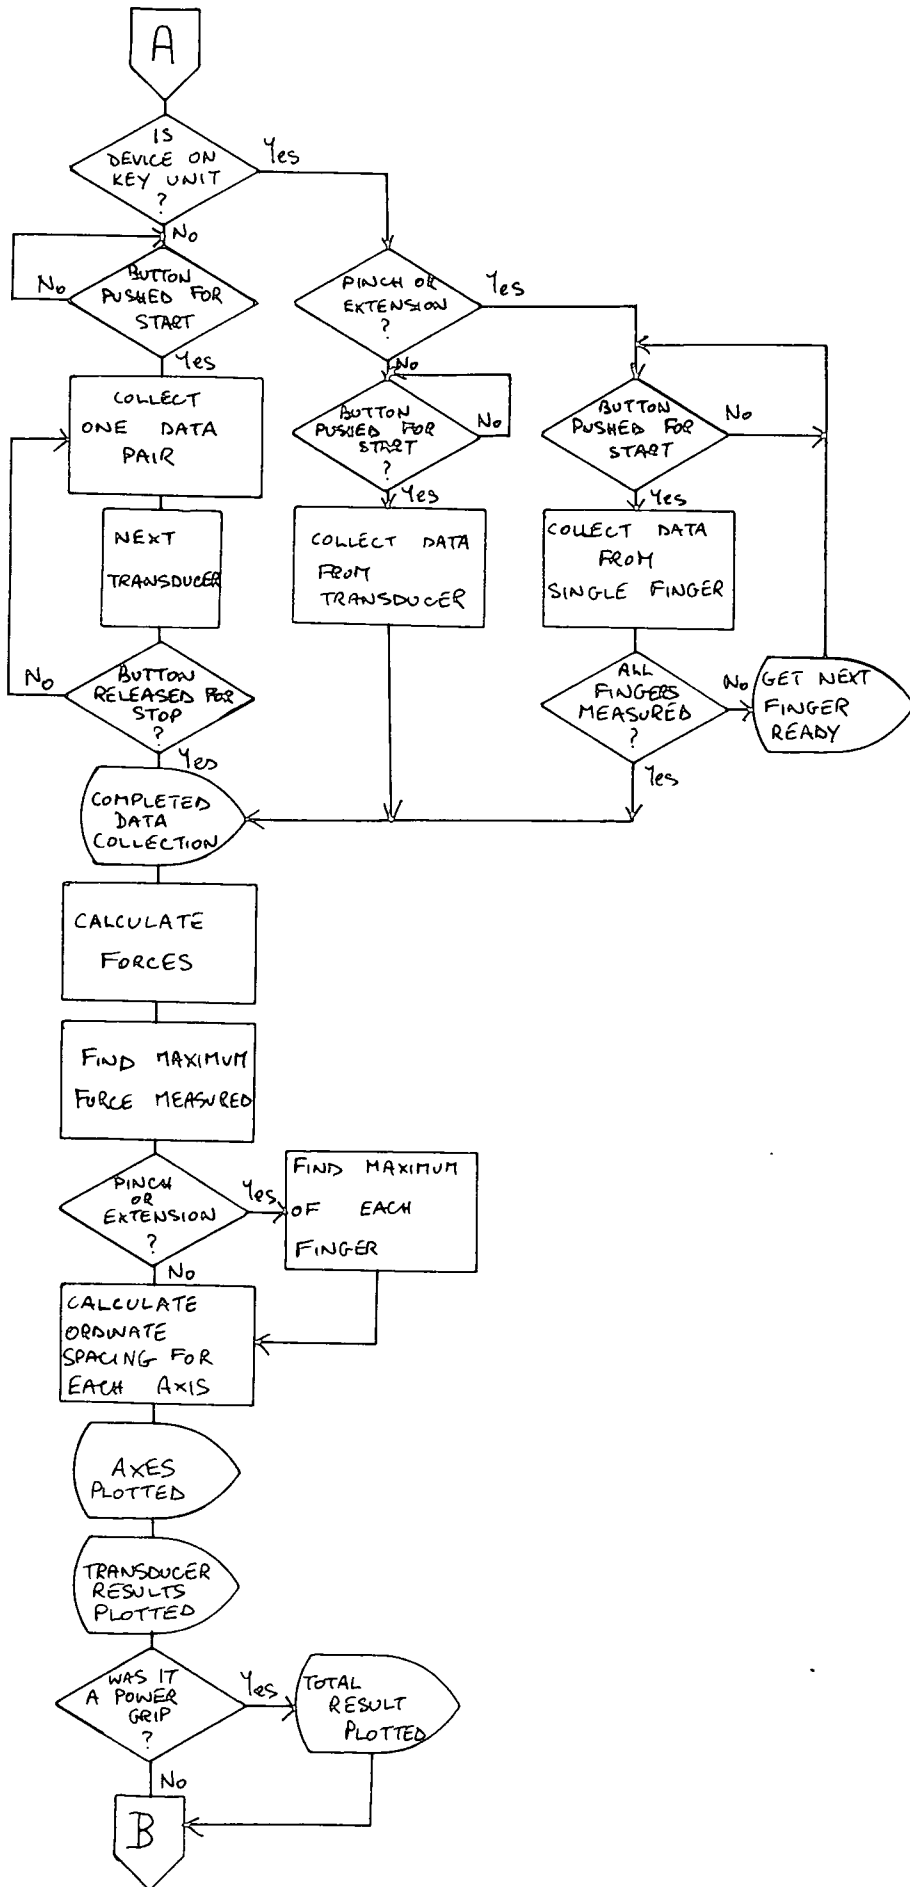 A
IS
DEVICE ON
KEY UNIT
?
Yes
No
BUTTON
PUSHED FOR
START
No
Yes
COLLECT
ONE DATA
PAIR
NEXT
TRANSDUCER
BUTTON
RELEASED FOR
STOP
?
No
Yes
PINCH OR
EXTENSION
?
Yes
No
BUTTON
PUSHED FOR
START
?
No
Yes
COLLECT DATA
FROM
TRANSDUCER
BUTTON
PUSHED FOR
START
No
Yes
COLLECT DATA
FROM
SINGLE FINGER
ALL
FINGERS
MEASURED
?
No
Yes
GET NEXT
FINGER
READY
COMPLETED
DATA
COLLECTION
CALCULATE
FORCES
FIND MAXIMUM
FORCE MEASURED
PINCH
OR
EXTENSION
?
Yes
No
FIND MAXIMUM
OF EACH
FINGER
CALCULATE
ORDINATE
SPACING FOR
EACH AXIS
AXES
PLOTTED
TRANSDUCER
RESULTS
PLOTTED
WAS IT
A POWER
GRIP
?
Yes
No
TOTAL
RESULT
PLOTTED
B